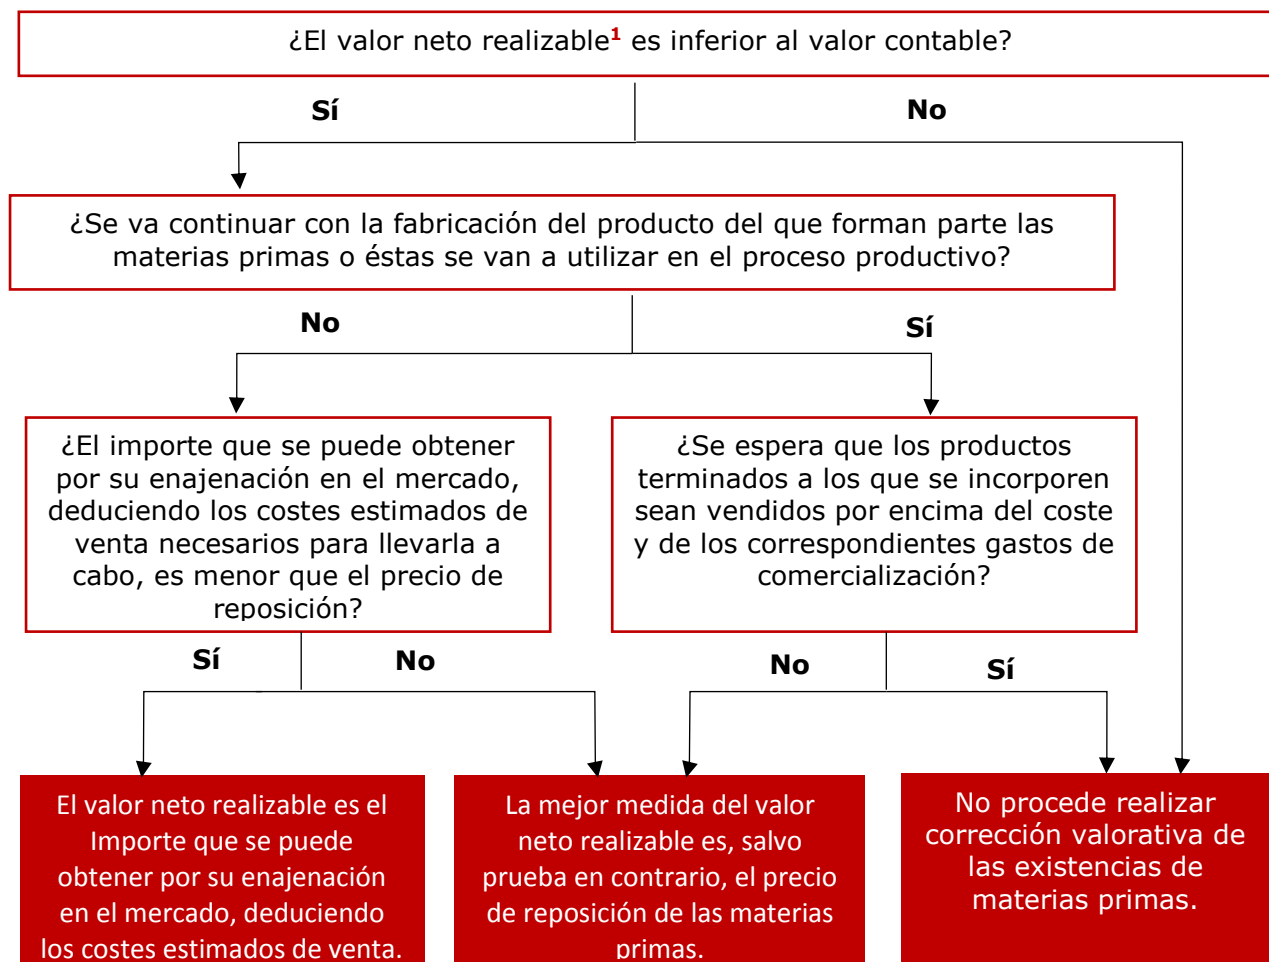 ¿El valor neto realizable1 es inferior al valor contable?
Sí
No
¿Se va continuar con la fabricación del producto del que forman parte las
materias primas o éstas se van a utilizar en el proceso productivo?
No
Sí
¿El importe que se puede obtener
por su enajenación en el mercado,
deduciendo los costes estimados de
venta necesarios para llevarla a
cabo, es menor que el precio de
reposición?
¿Se espera que los productos
terminados a los que se incorporen
sean vendidos por encima del coste
y de los correspondientes gastos de
comercialización?
Sí
No
No
Sí
El valor neto realizable es el
Importe que se puede
obtener por su enajenación
en el mercado, deduciendo
los costes estimados de venta.
La mejor medida del valor
neto realizable es, salvo
prueba en contrario, el precio
de reposición de las materias
primas.
No procede realizar
corrección valorativa de
las existencias de
materias primas.